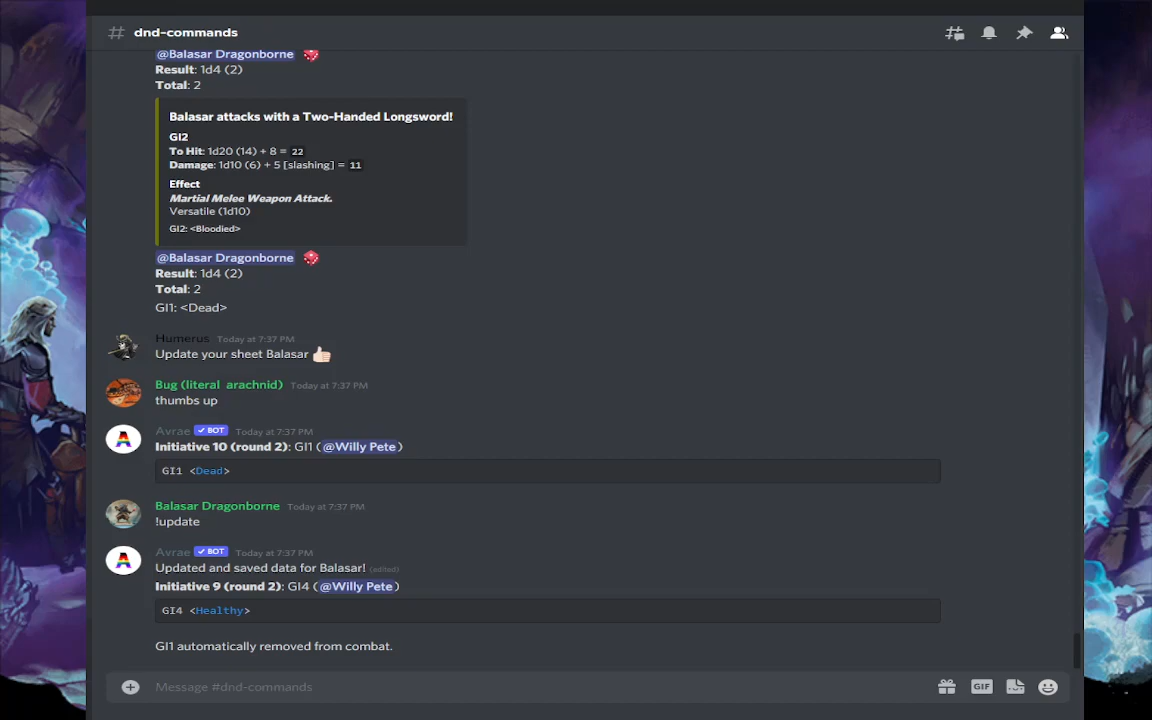 dnd-commands
@Balasar Dragonborne
Result: 1d4 (2)
Total: 2
Balasar attacks with a Two-Handed Longsword!
GI2
To Hit: 1d20 (14) + 8 = 22
Damage: 1d10 (6) + 5 [slashing] = 11
Effect
Martial Melee Weapon Attack.
Versatile (1d10)
GI2: <Bloodied>
@Balasar Dragonborne
Result: 1d4 (2)
Total: 2
GI1: <Dead>
Humerus Today at 7:37 PM
Update your sheet Balasar
Bug (literal arachnid) Today at 7:37 PM
thumbs up
A Avrae BOT Today at 7:37 PM
Initiative 10 (round 2): GI1 (@Willy Pete)
GI1 <Dead>
Balasar Dragonborne Today at 7:37 PM
!update
A Avrae BOT Today at 7:37 PM
Updated and saved data for Balasar! (edited)
Initiative 9 (round 2): GI4 (@Willy Pete)
GI4 <Healthy>
GI1 automatically removed from combat.
Message #dnd-commands GIF